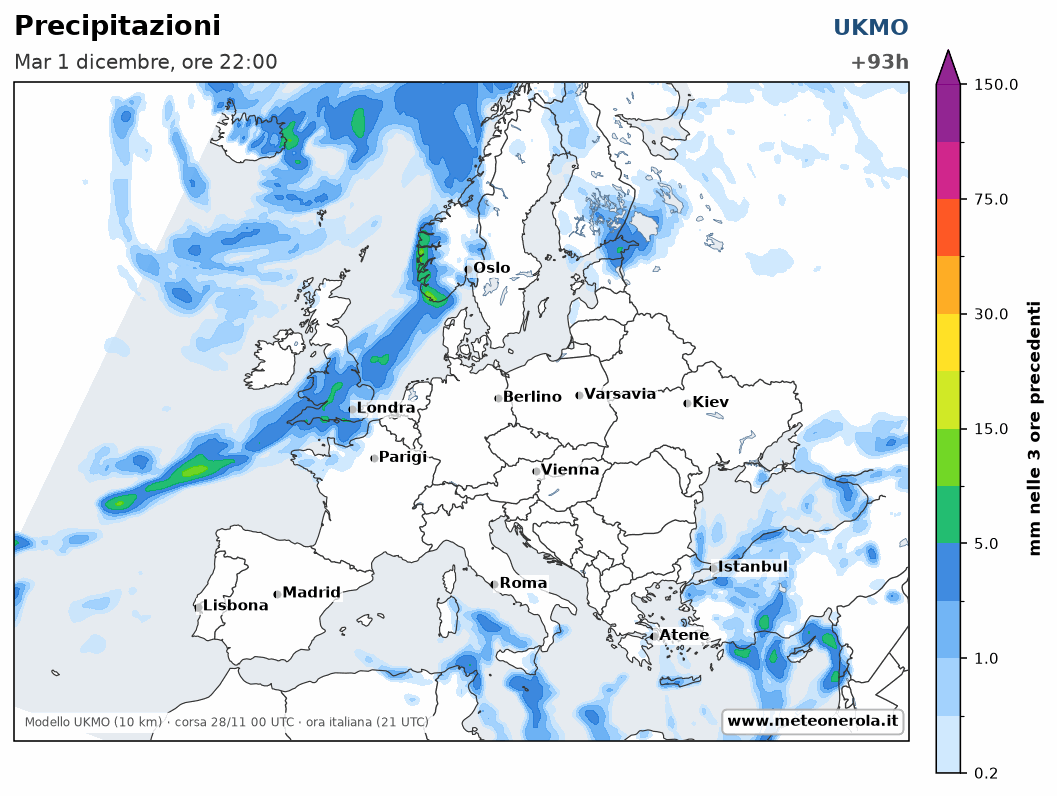 Precipitazioni
UKMO
Mar 1 dicembre, ore 22:00
+93h
150.0
75.0
30.0
15.0
5.0
1.0
0.2
mm nelle 3 ore precedenti
Oslo
Londra
Berlino
Varsavia
Kiev
Parigi
Vienna
Istanbul
Roma
Madrid
Lisbona
Atene
Modello UKMO (10 km) · corsa 28/11 00 UTC · ora italiana (21 UTC)
www.meteonerola.it